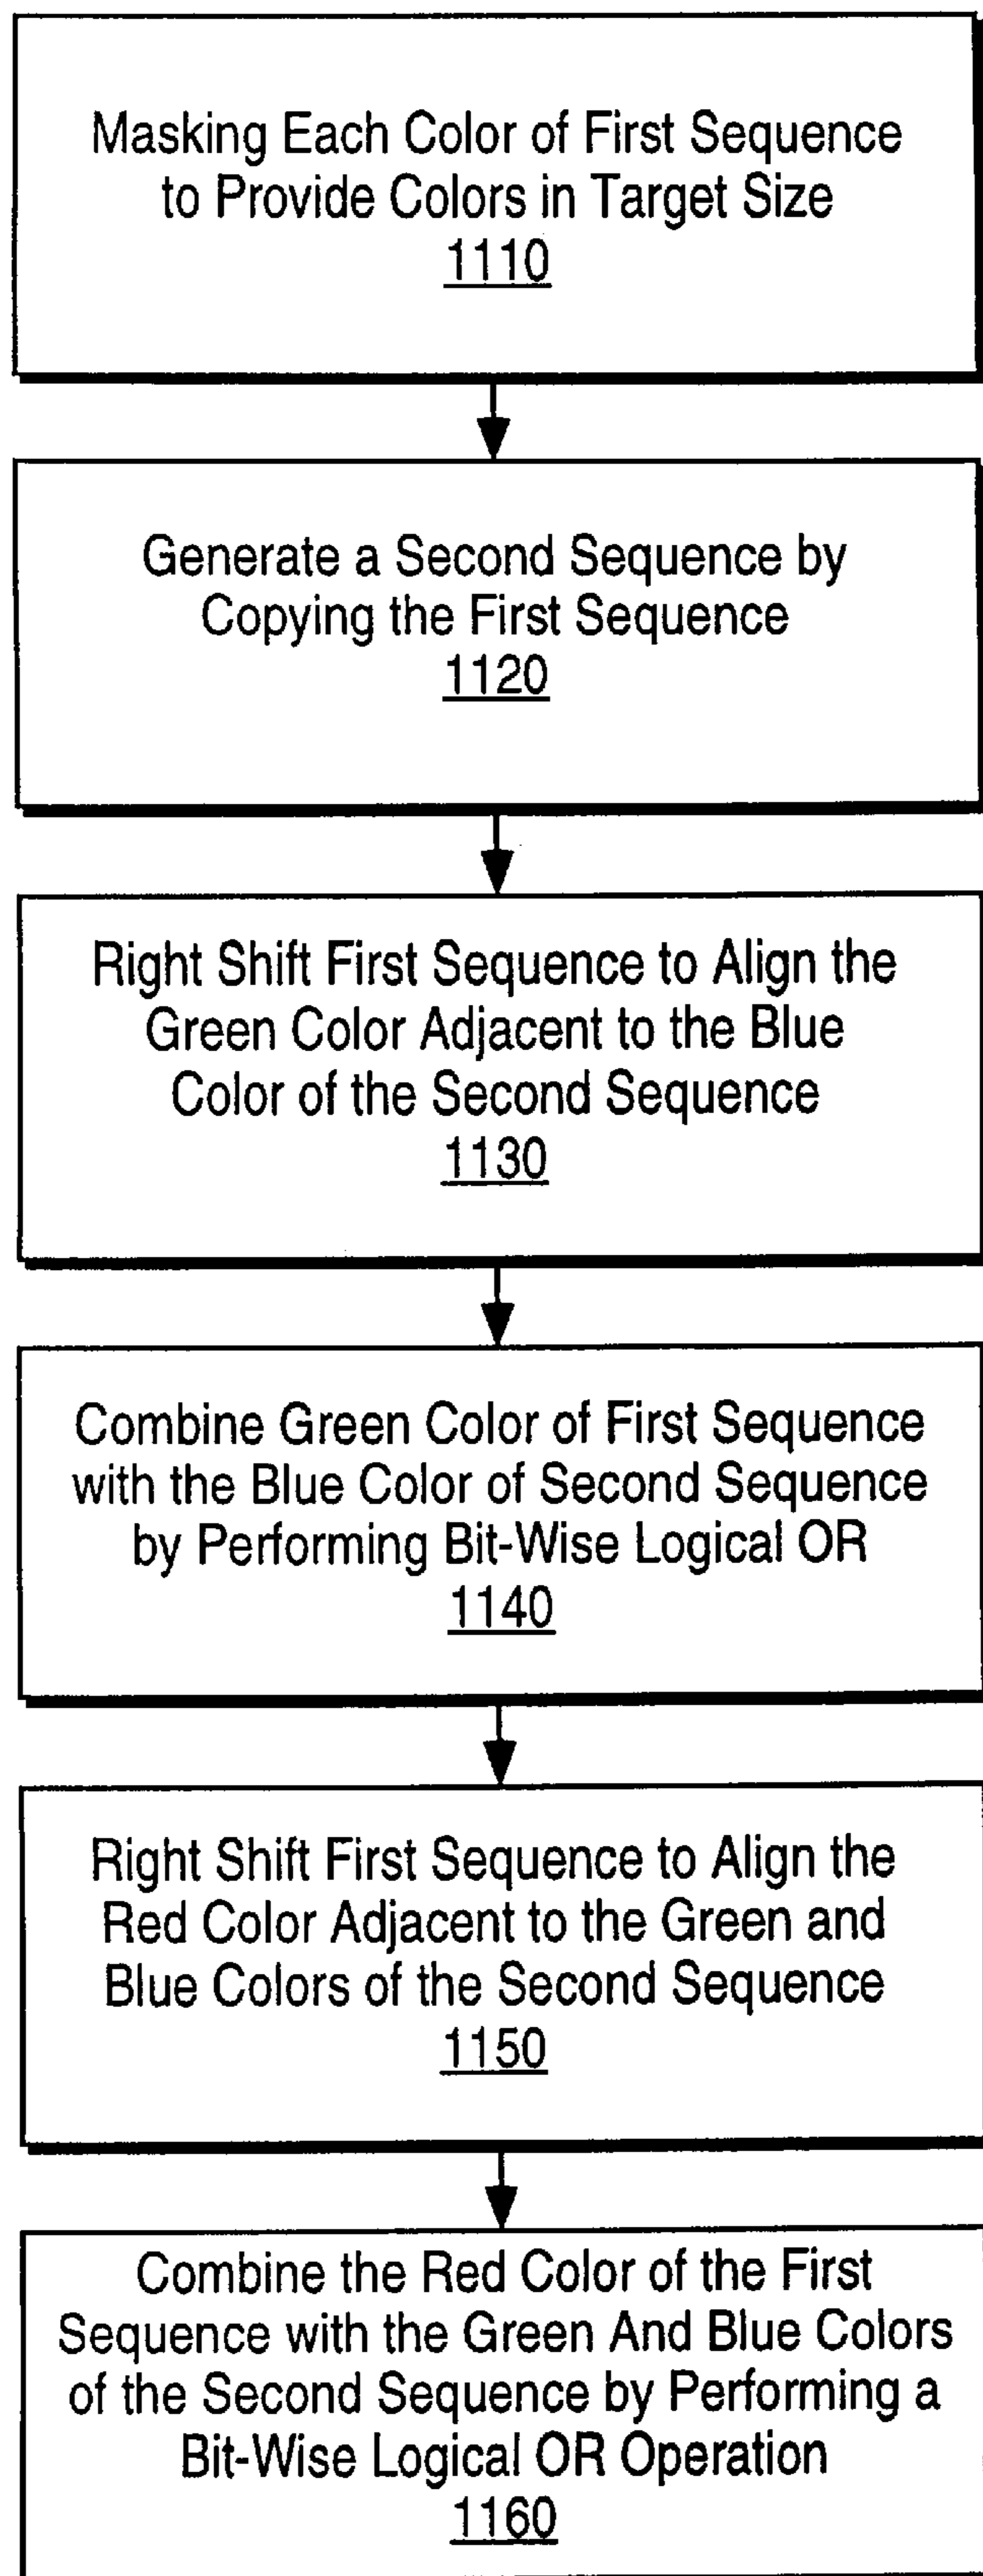 Masking Each Color of First Sequence
to Provide Colors in Target Size
1110
Generate a Second Sequence by
Copying the First Sequence
1120
Right Shift First Sequence to Align the
Green Color Adjacent to the Blue
Color of the Second Sequence
1130
Combine Green Color of First Sequence
with the Blue Color of Second Sequence
by Performing Bit-Wise Logical OR
1140
Right Shift First Sequence to Align the
Red Color Adjacent to the Green and
Blue Colors of the Second Sequence
1150
Combine the Red Color of the First
Sequence with the Green And Blue Colors
of the Second Sequence by Performing a
Bit-Wise Logical OR Operation
1160